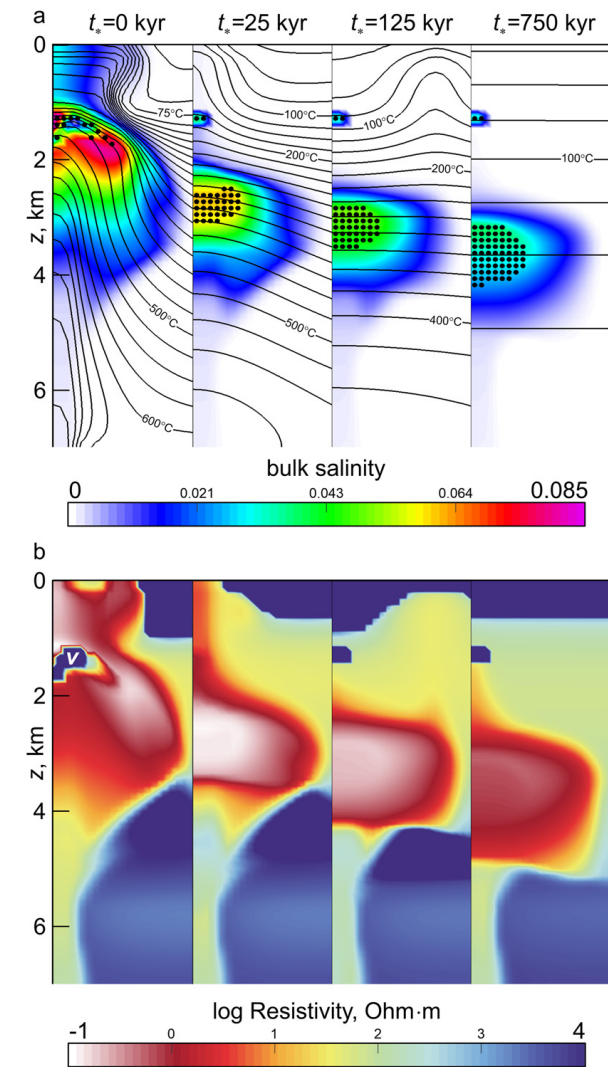 a
t*=0 kyr t*=25 kyr t*=125 kyr t*=750 kyr
0
2
4
6
z, km
75°C
500°C
600°C
100°C
200°C
500°C
100°C
200°C
400°C
100°C
bulk salinity
0 0.021 0.043 0.064 0.085
b
0
2
4
6
z, km
V
log Resistivity, Ohm·m
-1 0 1 2 3 4